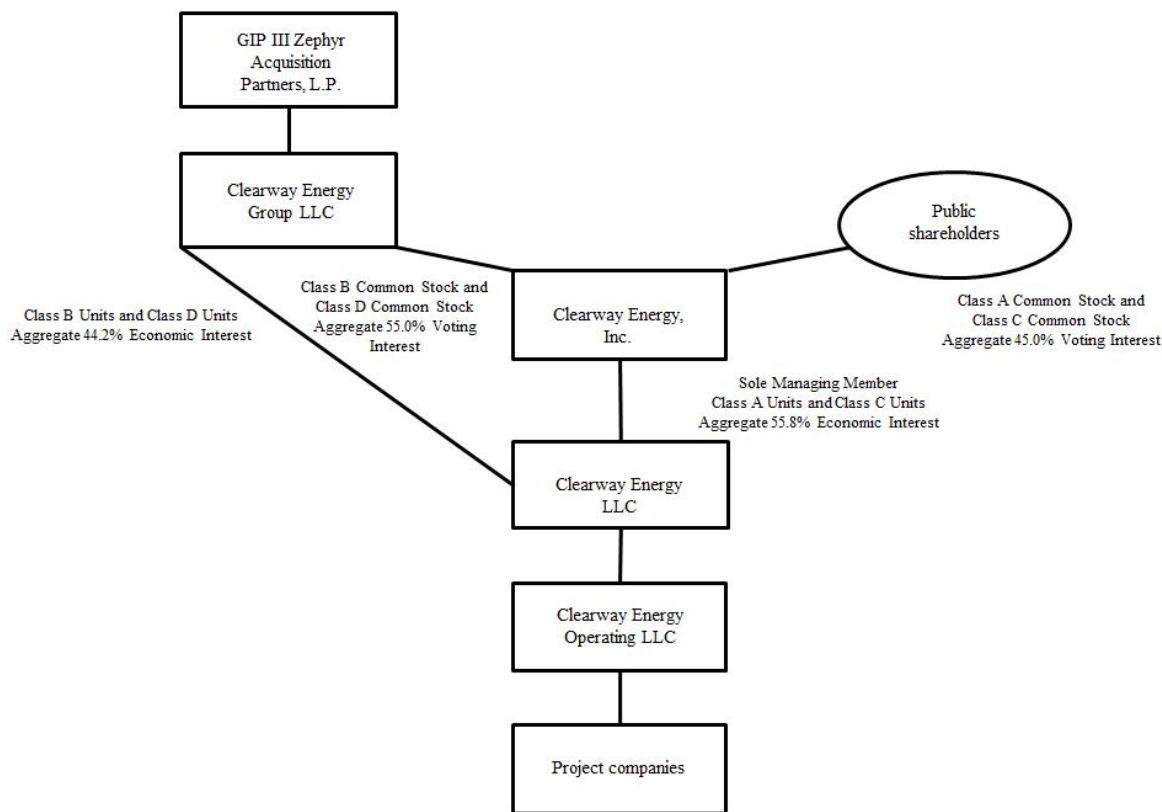 GIP III Zephyr
Acquisition
Partners, L.P.
Clearway Energy
Group LLC
Public
shareholders
Class B Units and Class D Units
Aggregate 44.2% Economic Interest
Class B Common Stock and
Class D Common Stock
Aggregate 55.0% Voting
Interest
Clearway Energy,
Inc.
Class A Common Stock and
Class C Common Stock
Aggregate 45.0% Voting Interest
Sole Managing Member
Class A Units and Class C Units
Aggregate 55.8% Economic Interest
Clearway Energy
LLC
Clearway Energy
Operating LLC
Project companies